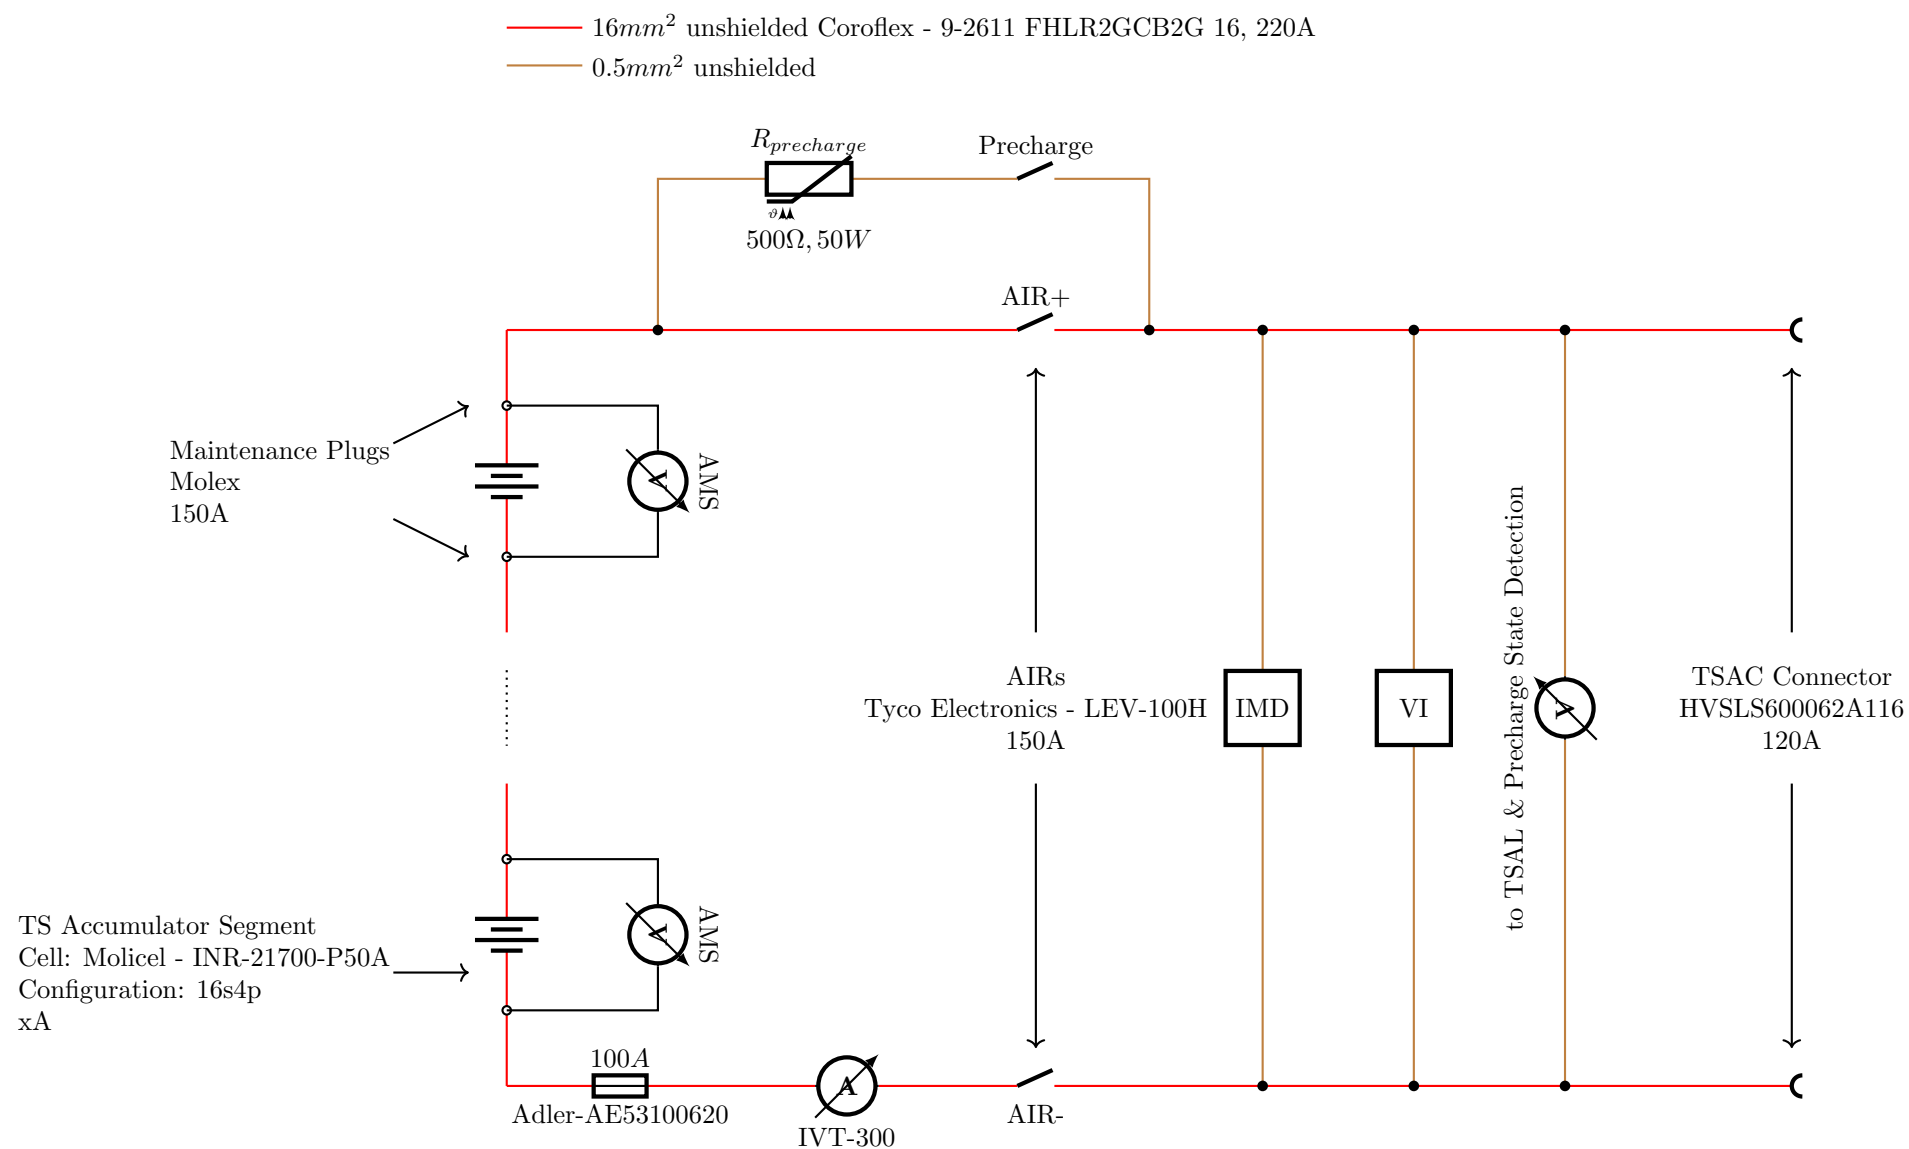 16mm² unshielded Coroflex - 9-2611 FHLR2GCB2G 16, 220A
0.5mm² unshielded
R_precharge
Precharge
ϑ
500Ω, 50W
AIR+
Maintenance Plugs
Molex
150A
V
AMS
to TSAL & Precharge State Detection
AIRs
Tyco Electronics - LEV-100H
150A
IMD
VI
V
TSAC Connector
HVSLS600062A116
120A
TS Accumulator Segment
Cell: Molicel - INR-21700-P50A
Configuration: 16s4p
xA
V
AMS
100A
Adler-AE53100620
A
IVT-300
AIR-